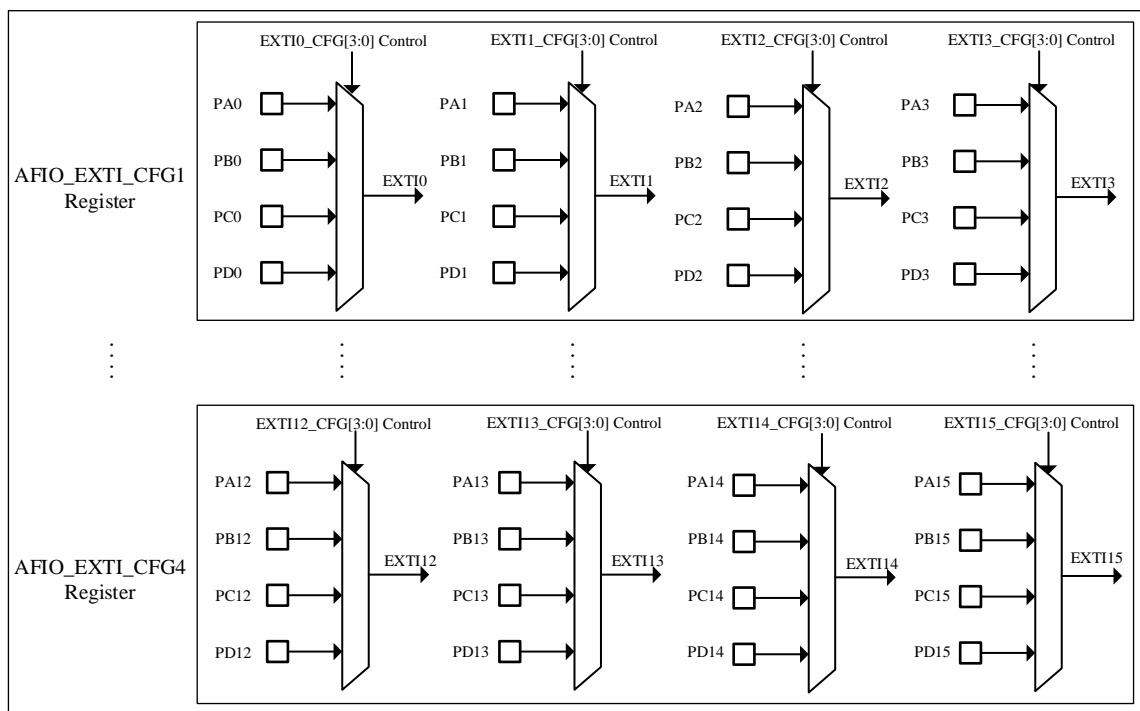 EXTI0_CFG[3:0] Control
EXTI1_CFG[3:0] Control
EXTI2_CFG[3:0] Control
EXTI3_CFG[3:0] Control
PA0
PA1
PA2
PA3
PB0
PB1
PB2
PB3
AFIO_EXTI_CFG1
Register
EXTI0
EXTI1
EXTI2
EXTI3
PC0
PC1
PC2
PC3
PD0
PD1
PD2
PD3
EXTI12_CFG[3:0] Control
EXTI13_CFG[3:0] Control
EXTI14_CFG[3:0] Control
EXTI15_CFG[3:0] Control
PA12
PA13
PA14
PA15
PB12
PB13
PB14
PB15
AFIO_EXTI_CFG4
Register
EXTI12
EXTI13
EXTI14
EXTI15
PC12
PC13
PC14
PC15
PD12
PD13
PD14
PD15